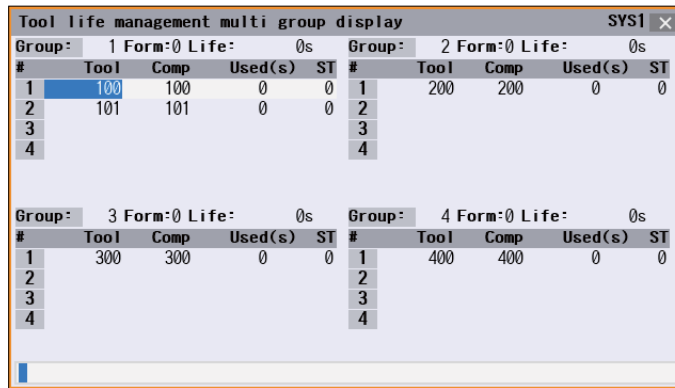 Tool life management multi group display SYS1 ×
Group: 1 Form:0 Life: 0s Group: 2 Form:0 Life: 0s
# Tool Comp Used(s) ST # Tool Comp Used(s) ST
1 100 100 0 0 1 200 200 0 0
2 101 101 0 0 2
3 3
4 4
Group: 3 Form:0 Life: 0s Group: 4 Form:0 Life: 0s
# Tool Comp Used(s) ST # Tool Comp Used(s) ST
1 300 300 0 0 1 400 400 0 0
2 2
3 3
4 4